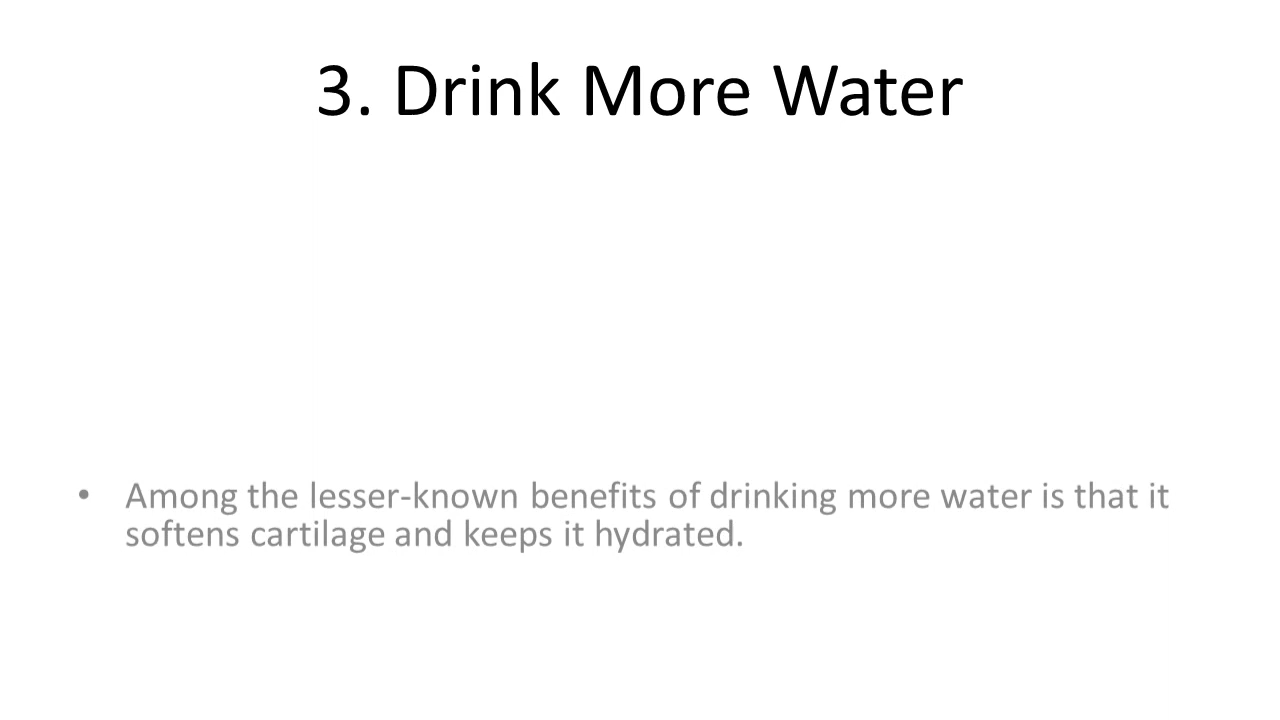 3. Drink More Water
• Among the lesser-known benefits of drinking more water is that it
softens cartilage and keeps it hydrated.